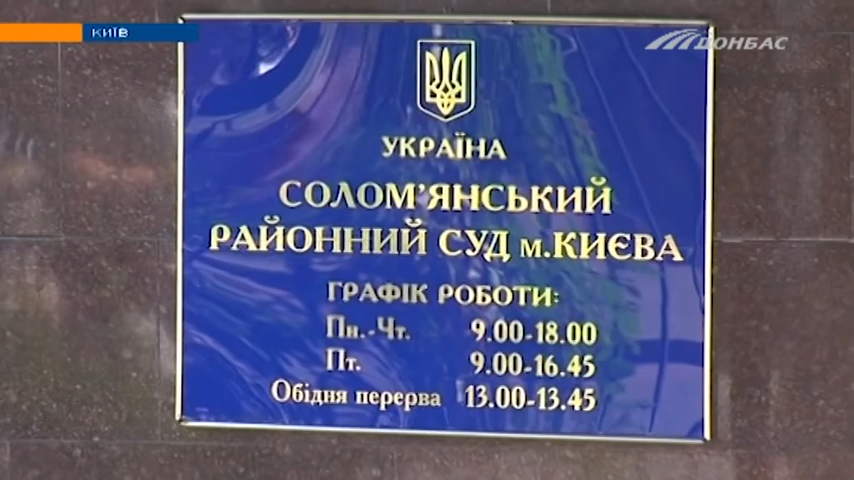 КИЇВ
ДОНБАС
УКРАЇНА
СОЛОМ'ЯНСЬКИЙ
РАЙОННИЙ СУД м.КИЄВА
ГРАФІК РОБОТИ:
Пн.-Чт. 9.00-18.00
Пт. 9.00-16.45
Обідня перерва 13.00-13.45